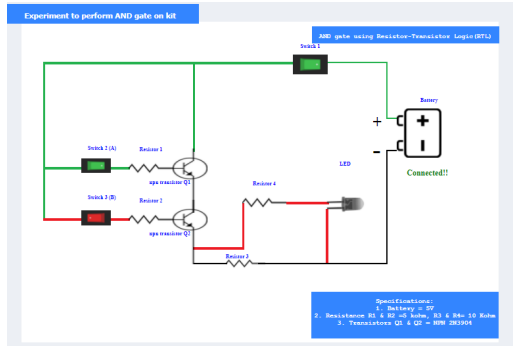 Experiment to perform AND gate on kit
AND gate using Resistor-Transistor Logic(RTL)
Switch 1
Battery
+
+
-
-
Connected!!
Switch 2 (A)
Resistor 1
npn transistor Q1
LED
Switch 3 (B)
Resistor 2
Resistor 4
npn transistor Q2
Resistor 3
Specifications:
1. Battery = 5V
2. Resistance R1 & R2 =5 kohm, R3 & R4= 10 Kohm
3. Transistors Q1 & Q2 = NPN 2N3904